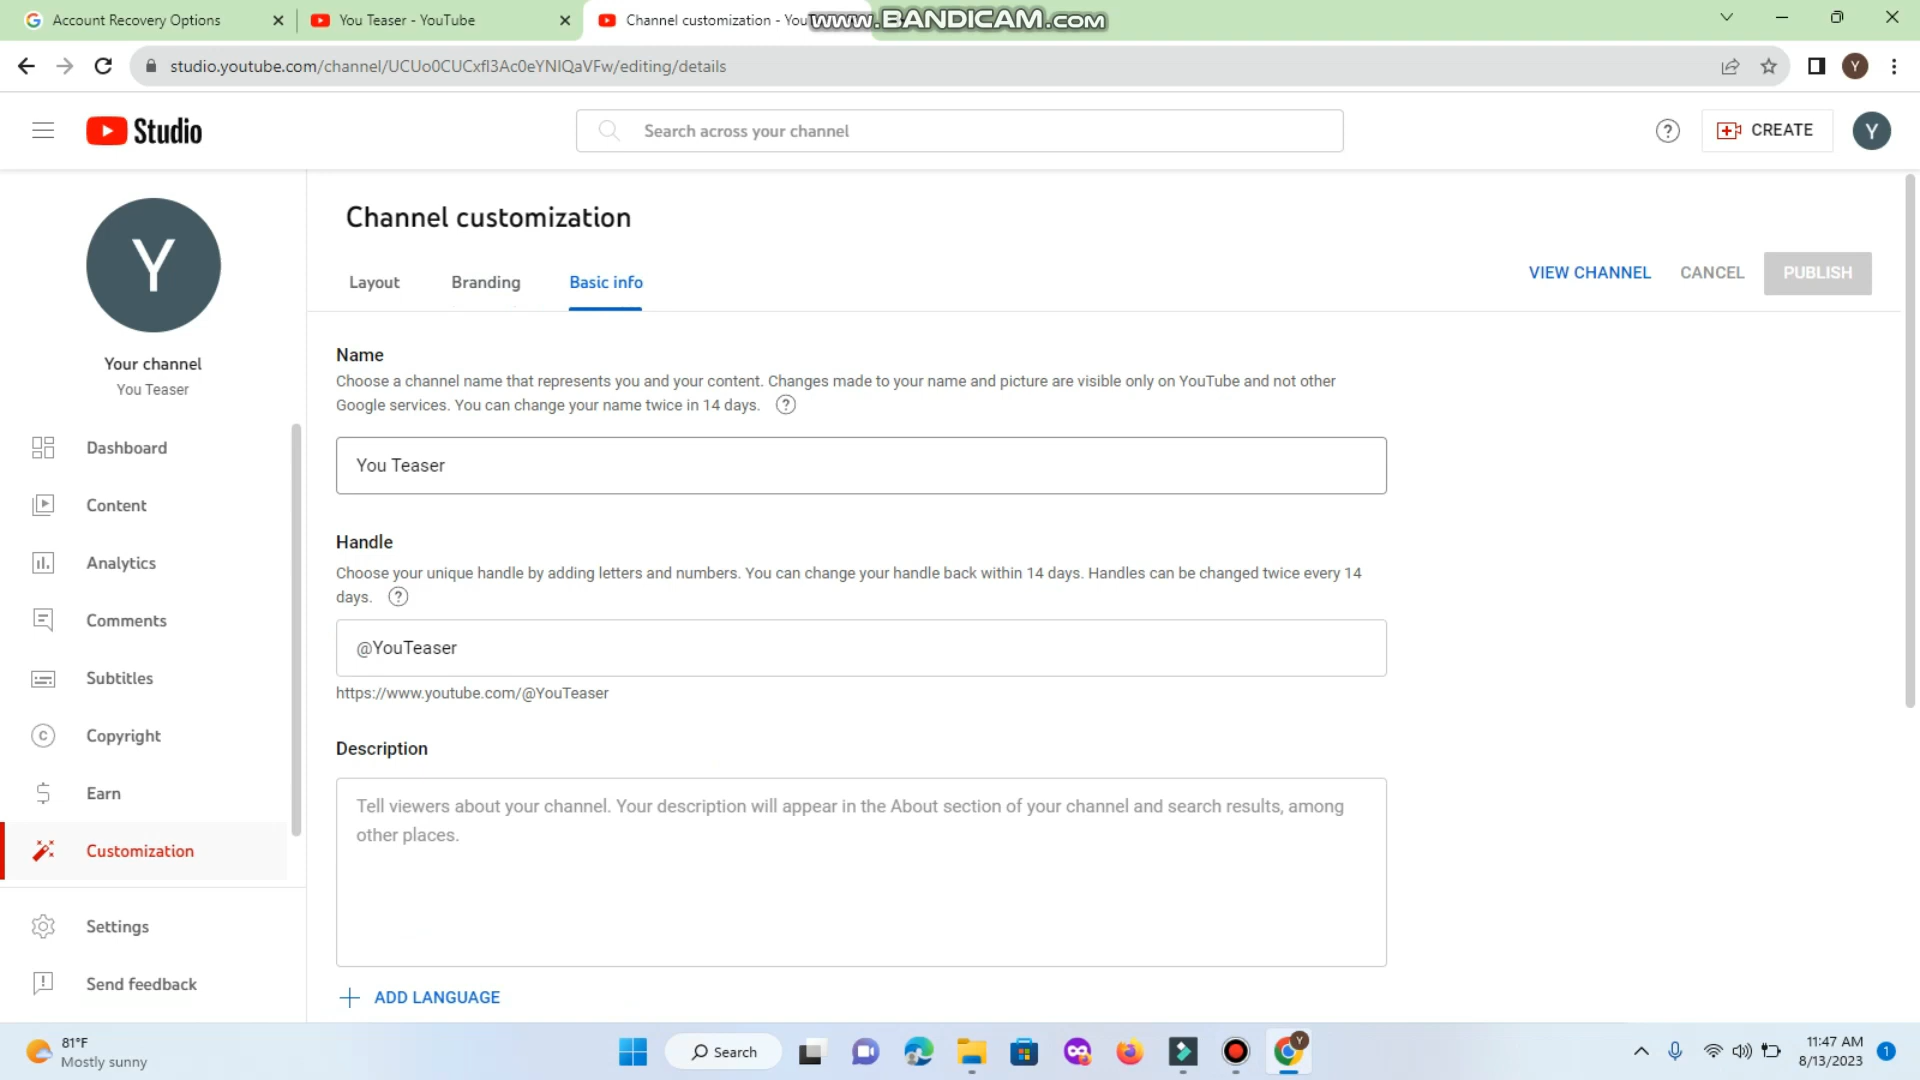 Account Recovery Options
You Teaser - YouTube
Channel customization - You
www.BANDICAM.com
studio.youtube.com/channel/UCUo0CUCxfl3Ac0eYNIQaVFw/editing/details
Y
Studio
Search across your channel
CREATE
Y
Y
Your channel
You Teaser
Dashboard
Content
Analytics
Comments
Subtitles
Copyright
Earn
Customization
Settings
Send feedback
Channel customization
Layout
Branding
Basic info
VIEW CHANNEL
CANCEL
PUBLISH
Name
Choose a channel name that represents you and your content. Changes made to your name and picture are visible only on YouTube and not other
Google services. You can change your name twice in 14 days.
You Teaser
Handle
Choose your unique handle by adding letters and numbers. You can change your handle back within 14 days. Handles can be changed twice every 14
days.
@YouTeaser
https://www.youtube.com/@YouTeaser
Description
Tell viewers about your channel. Your description will appear in the About section of your channel and search results, among
other places.
ADD LANGUAGE
81°F
Mostly sunny
Search
Y
11:47 AM
8/13/2023
1